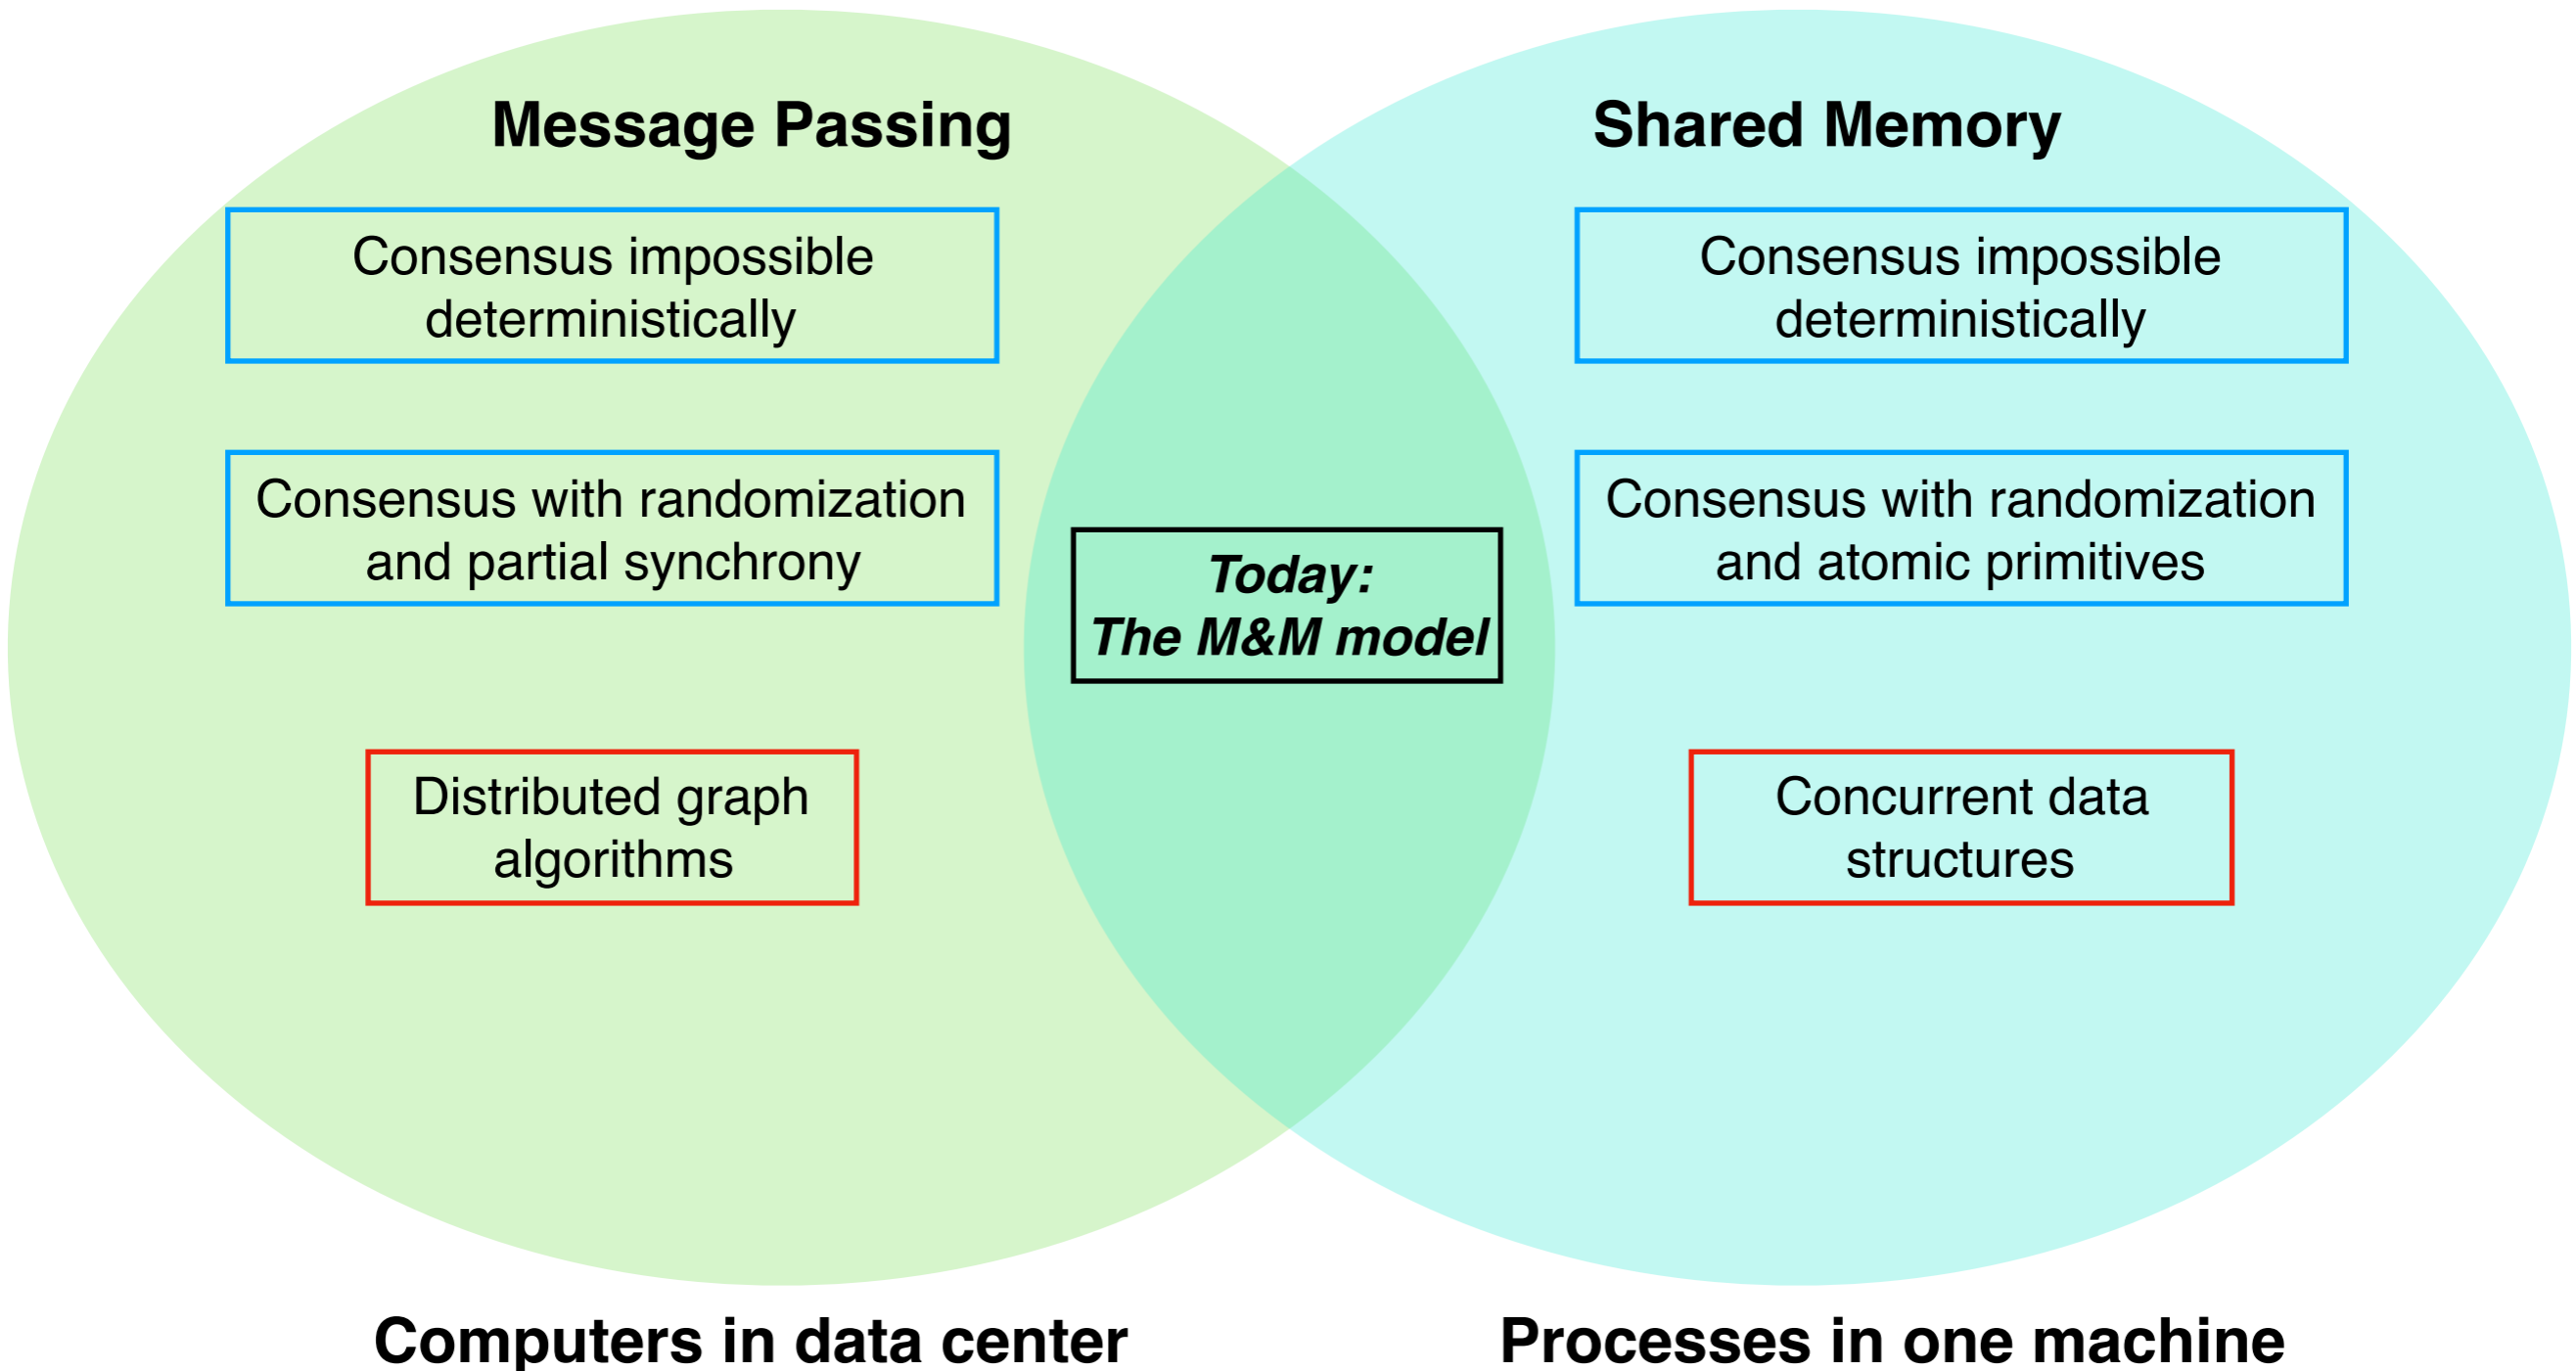 Message Passing
Consensus impossible
deterministically
Consensus with randomization
and partial synchrony
Distributed graph
algorithms
Today:
The M&M model
Shared Memory
Consensus impossible
deterministically
Consensus with randomization
and atomic primitives
Concurrent data
structures
Computers in data center
Processes in one machine